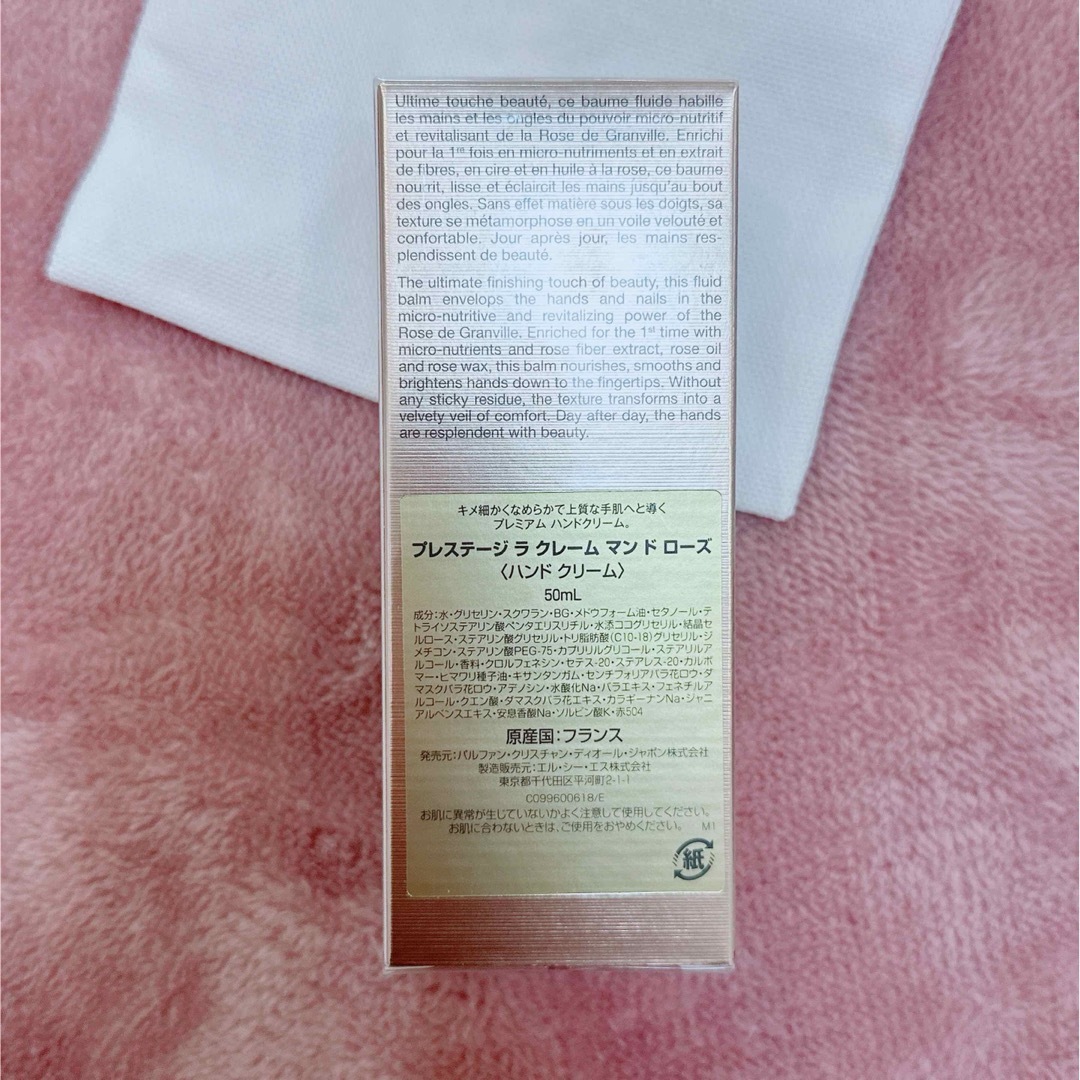 Ultime touche beauté, ce baume fluide habille
les mains et les ongles du pouvoir micro-nutritif
et revitalisant de la Rose de Granville. Enrichi
pour la 1re fois en micro-nutriments et en extrait
de fibres, en cire et en huile à la rose, ce baume
nourrit, lisse et éclaircit les mains jusqu'au bout
des ongles. Sans effet matière sous les doigts, sa
texture se métamorphose en un voile velouté et
confortable. Jour après jour, les mains res-
plendissent de beauté.
The ultimate finishing touch of beauty, this fluid
balm envelops the hands and nails in the
micro-nutritive and revitalizing power of the
Rose de Granville. Enriched for the 1st time with
micro-nutrients and rose fiber extract, rose oil
and rose wax, this balm nourishes, smooths and
brightens hands down to the fingertips. Without
any sticky residue, the texture transforms into a
velvety veil of comfort. Day after day, the hands
are resplendent with beauty.
キメ細かくなめらかで上質な手肌へと導く
プレミアム ハンドクリーム。
プレステージ ラ クレーム マン ド ローズ
〈ハンド クリーム〉
50mL
成分:水・グリセリン・スクワラン・BG・メドウフォーム油・セタノール・テ
トライソステアリン酸ペンタエリスリチル・水添ココグリセリル・結晶セ
ルロース・ステアリン酸グリセリル・トリ脂肪酸(C10-18)グリセリル・ジ
メチコン・ステアリン酸PEG-75・カプリリルグリコール・ステアリルア
ルコール・香料・クロルフェネシン・セテス-20・ステアレス-20・カルボ
マー・ヒマワリ種子油・キサンタンガム・センチフォリアバラ花ロウ・ダ
マスクバラ花ロウ・アデノシン・水酸化Na・バラエキス・フェネチルア
ルコール・クエン酸・ダマスクバラ花エキス・カラギーナンNa・ジャニ
アルベンスエキス・安息香酸Na・ソルビン酸K・赤504
原産国:フランス
発売元:パルファン・クリスチャン・ディオール・ジャポン株式会社
製造販売元:エル・シー・エス株式会社
東京都千代田区平河町2-1-1
C099600618/E
お肌に異常が生じていないかよく注意して使用してください。
お肌に合わないときは、ご使用をおやめください。 M1
紙